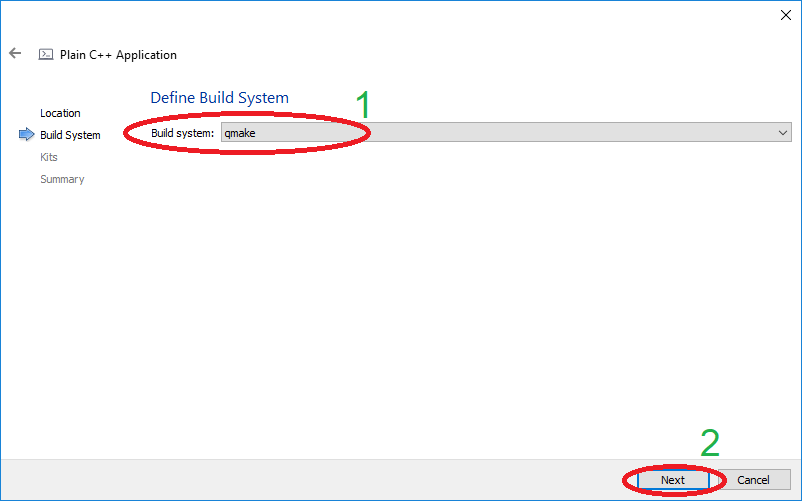 Plain C++ Application
Define Build System
1
Location
Build System
Kits
Summary
Build system: qmake
2
Next
Cancel